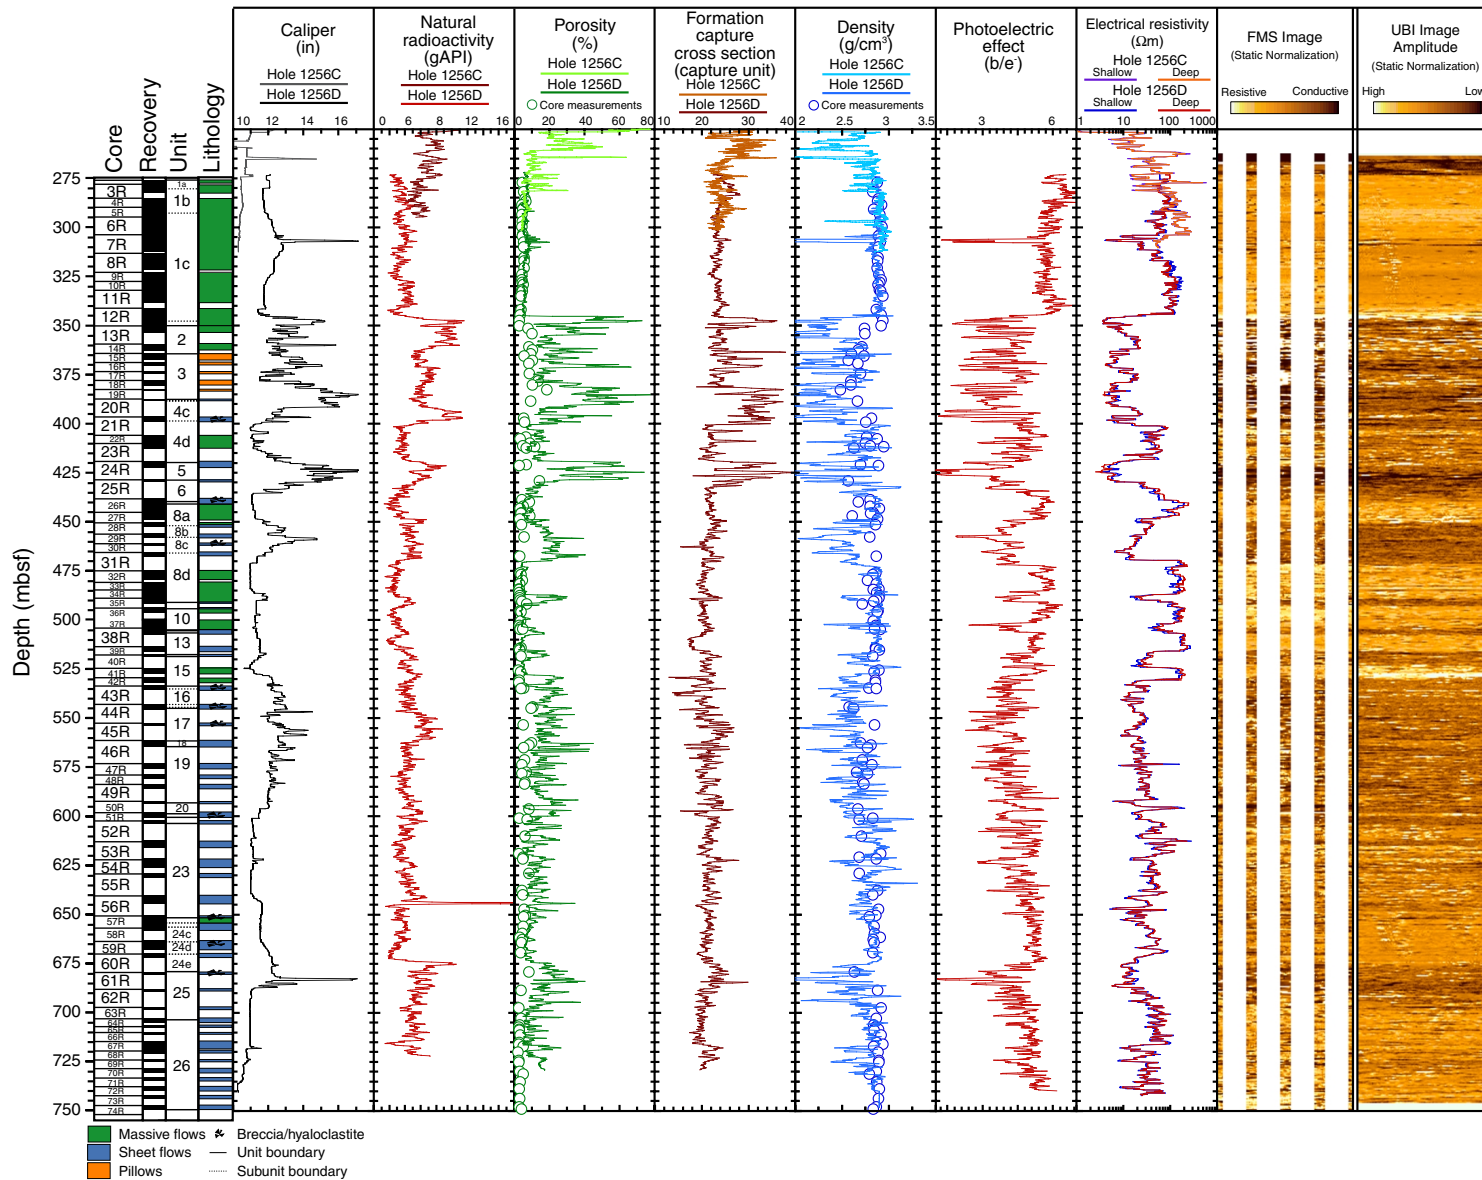 Caliper
(in)
Hole 1256C
Hole 1256D
Natural
radioactivity
(gAPI)
Hole 1256C
Hole 1256D
Porosity
(%)
Hole 1256C
Hole 1256D
Core measurements
Formation
capture
cross section
(capture unit)
Hole 1256C
Hole 1256D
Density
(g/cm³)
Hole 1256C
Hole 1256D
Core measurements
Photoelectric
effect
(b/e⁻)
Electrical resistivity
(Ωm)
Hole 1256C
Shallow Deep
Hole 1256D
Shallow Deep
FMS Image
(Static Normalization)
Resistive Conductive
UBI Image
Amplitude
(Static Normalization)
High Low
10 12 14 16
0 6 8 12 16
0 20 40 60 80
10 20 30 40
2 2.5 3 3.5
3 6
1 10 100 1000
Core
Recovery
Unit
Lithology
Depth (mbsf)
275
300
325
350
375
400
425
450
475
500
525
550
575
600
625
650
675
700
725
750
3R
4R
5R
6R
7R
8R
9R
10R
11R
12R
13R
14R
15R
16R
17R
18R
19R
20R
21R
22R
23R
24R
25R
26R
27R
28R
29R
30R
31R
32R
33R
34R
35R
36R
37R
38R
39R
40R
41R
42R
43R
44R
45R
46R
47R
48R
49R
50R
51R
52R
53R
54R
55R
56R
57R
58R
59R
60R
61R
62R
63R
64R
65R
66R
67R
68R
69R
70R
71R
72R
73R
74R
1a
1b
1c
2
3
4c
4d
5
6
8a
8b
8c
8d
10
13
15
16
17
18
19
20
23
24c
24d
24e
25
26
Massive flows
Breccia/hyaloclastite
Sheet flows
Unit boundary
Pillows
Subunit boundary